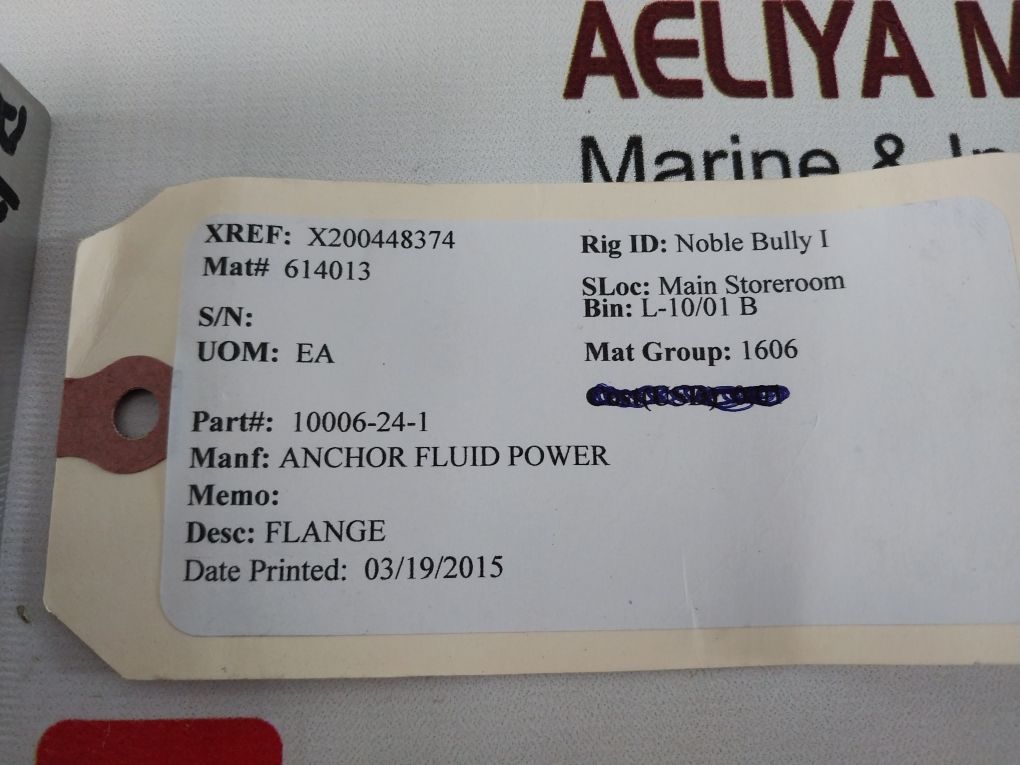 AELIYA M
Marine & In
XREF: X200448374
Mat# 614013
S/N:
UOM: EA
Part#: 10006-24-1
Manf: ANCHOR FLUID POWER
Memo:
Desc: FLANGE
Date Printed: 03/19/2015
Rig ID: Noble Bully I
SLoc: Main Storeroom
Bin: L-10/01 B
Mat Group: 1606